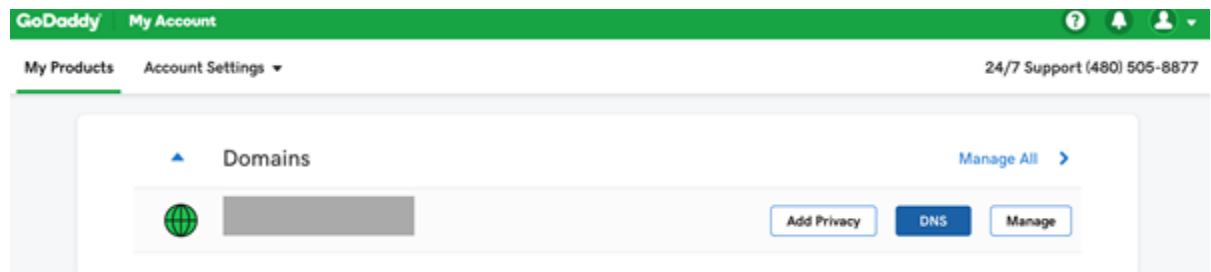 GoDaddy My Account
My Products Account Settings 24/7 Support (480) 505-8877
Domains Manage All
Add Privacy DNS Manage